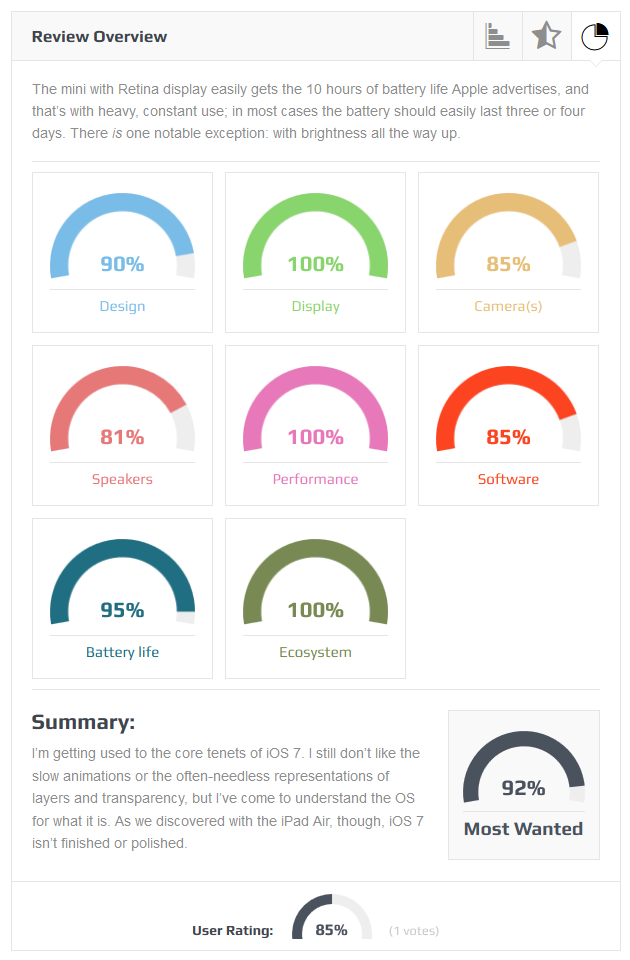 Review Overview
The mini with Retina display easily gets the 10 hours of battery life Apple advertises, and
that's with heavy, constant use; in most cases the battery should easily last three or four
days. There is one notable exception: with brightness all the way up.
90%
Design
100%
Display
85%
Camera(s)
81%
Speakers
100%
Performance
85%
Software
95%
Battery life
100%
Ecosystem
Summary:
I'm getting used to the core tenets of iOS 7. I still don't like the
slow animations or the often-needless representations of
layers and transparency, but I've come to understand the OS
for what it is. As we discovered with the iPad Air, though, iOS 7
isn't finished or polished.
92%
Most Wanted
User Rating:
85%
(1 votes)